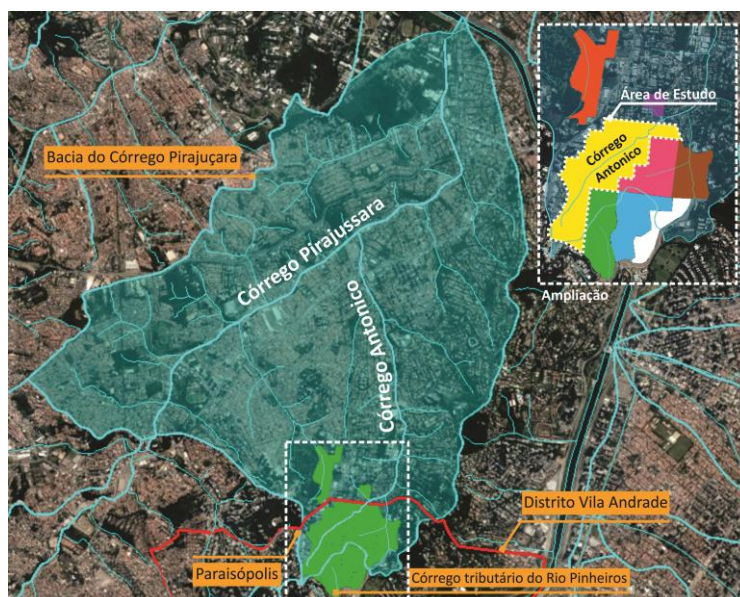 Área de Estudo
Córrego
Antonico
Bacia do Córrego Pirajuçara
Córrego Pirajussara
Ampliação
Córrego Antonico
Distrito Vila Andrade
Paraisópolis
Córrego tributário do Rio Pinheiros